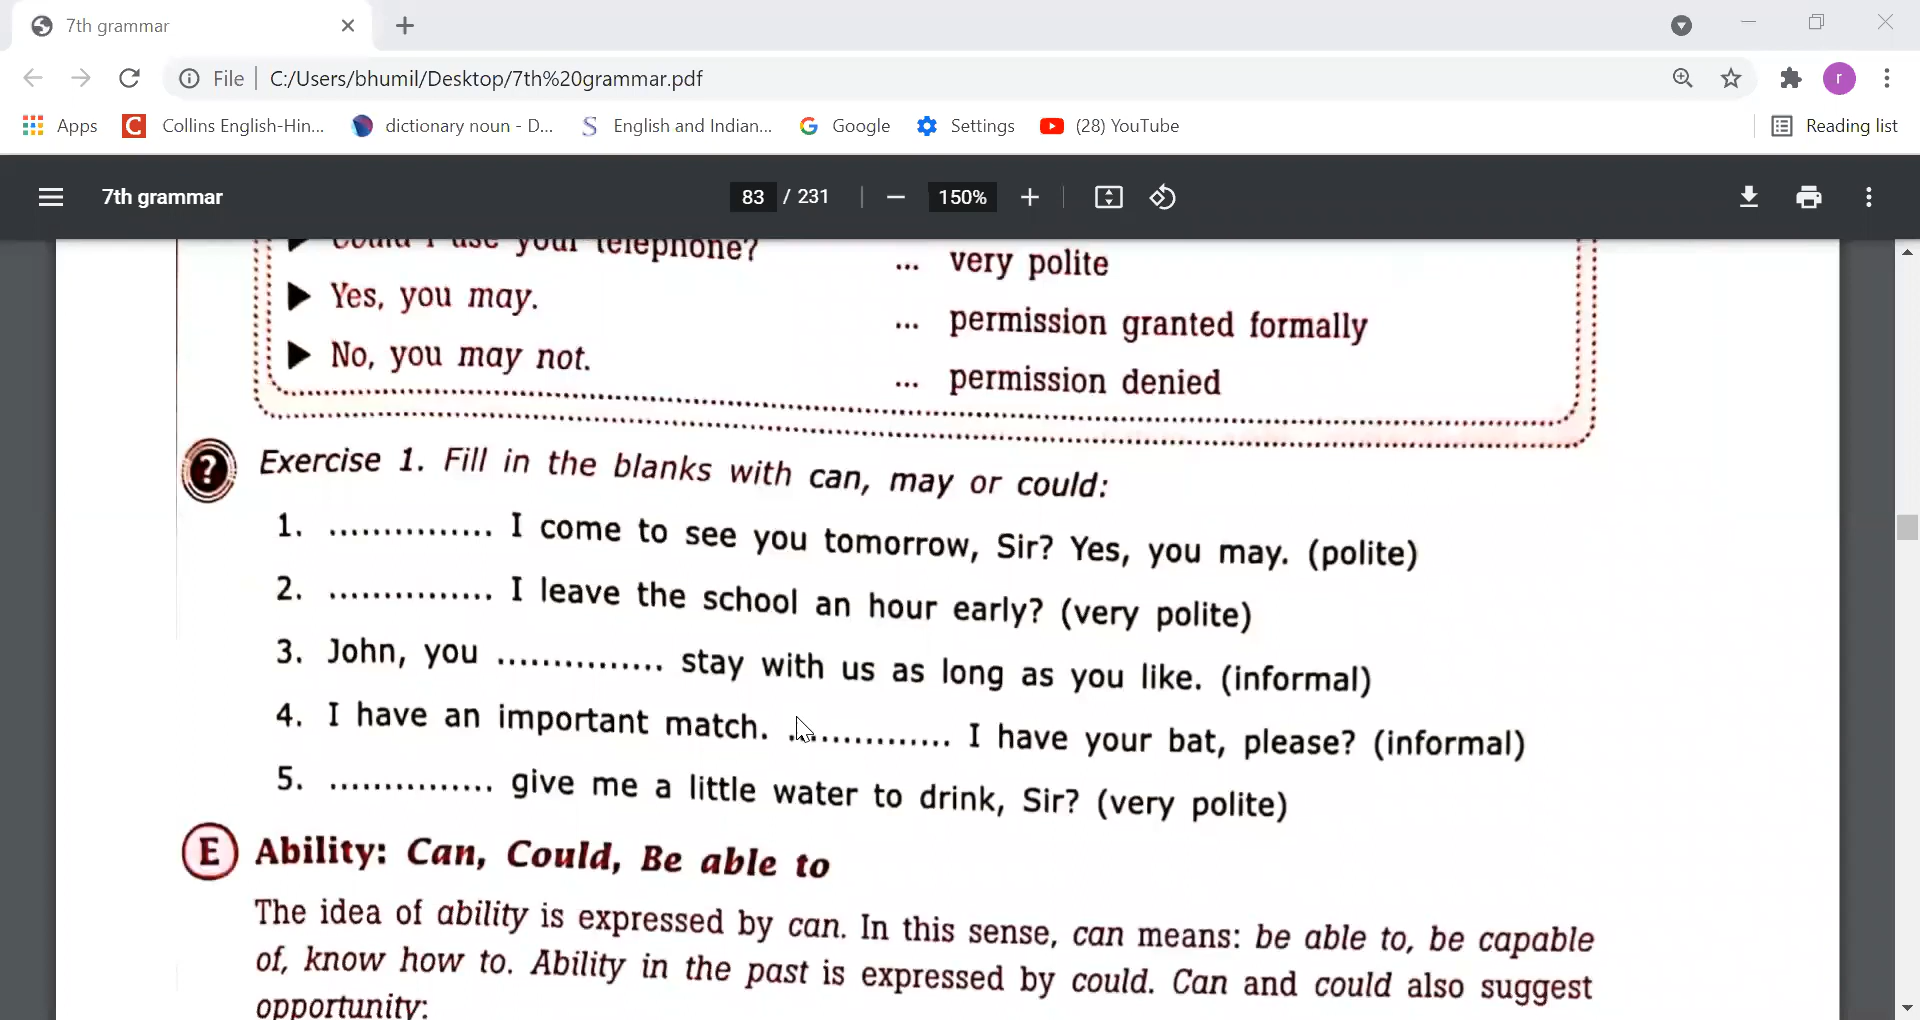 7th grammar
File
C:/Users/bhumil/Desktop/7th%20grammar.pdf
r
Apps
C Collins English-Hin...
dictionary noun - D...
S English and Indian...
G Google
Settings
(28) YouTube
Reading list
7th grammar
83 / 231
150%
Could I use your telephone? ... very polite
Yes, you may. ... permission granted formally
No, you may not. ... permission denied
? Exercise 1. Fill in the blanks with can, may or could:
1. ............... I come to see you tomorrow, Sir? Yes, you may. (polite)
2. ............... I leave the school an hour early? (very polite)
3. John, you ............... stay with us as long as you like. (informal)
4. I have an important match. ............... I have your bat, please? (informal)
5. ............... give me a little water to drink, Sir? (very polite)
E Ability: Can, Could, Be able to
The idea of ability is expressed by can. In this sense, can means: be able to, be capable
of, know how to. Ability in the past is expressed by could. Can and could also suggest
opportunity: